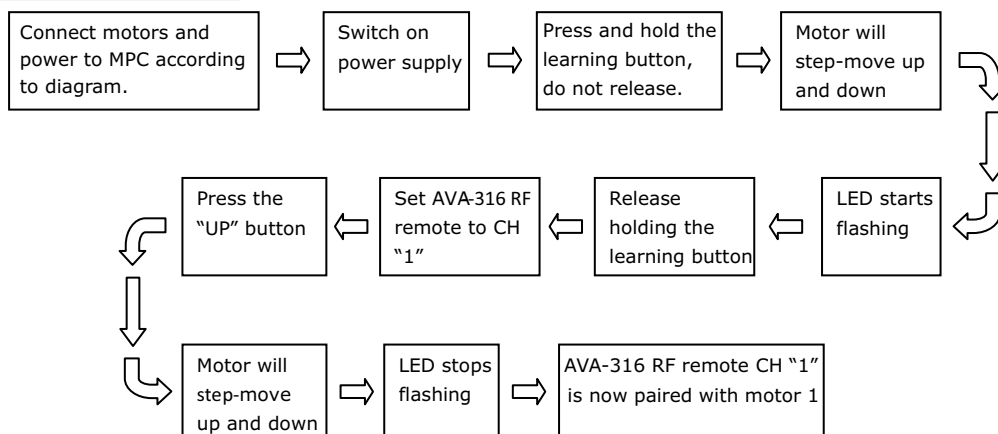 Connect motors and
power to MPC according
to diagram.
Switch on
power supply
Press and hold the
learning button,
do not release.
Motor will
step-move up
and down
LED starts
flashing
Release
holding the
learning button
Set AVA-316 RF
remote to CH
“1”
Press the
“UP” button
Motor will
step-move
up and down
LED stops
flashing
AVA-316 RF remote CH “1”
is now paired with motor 1